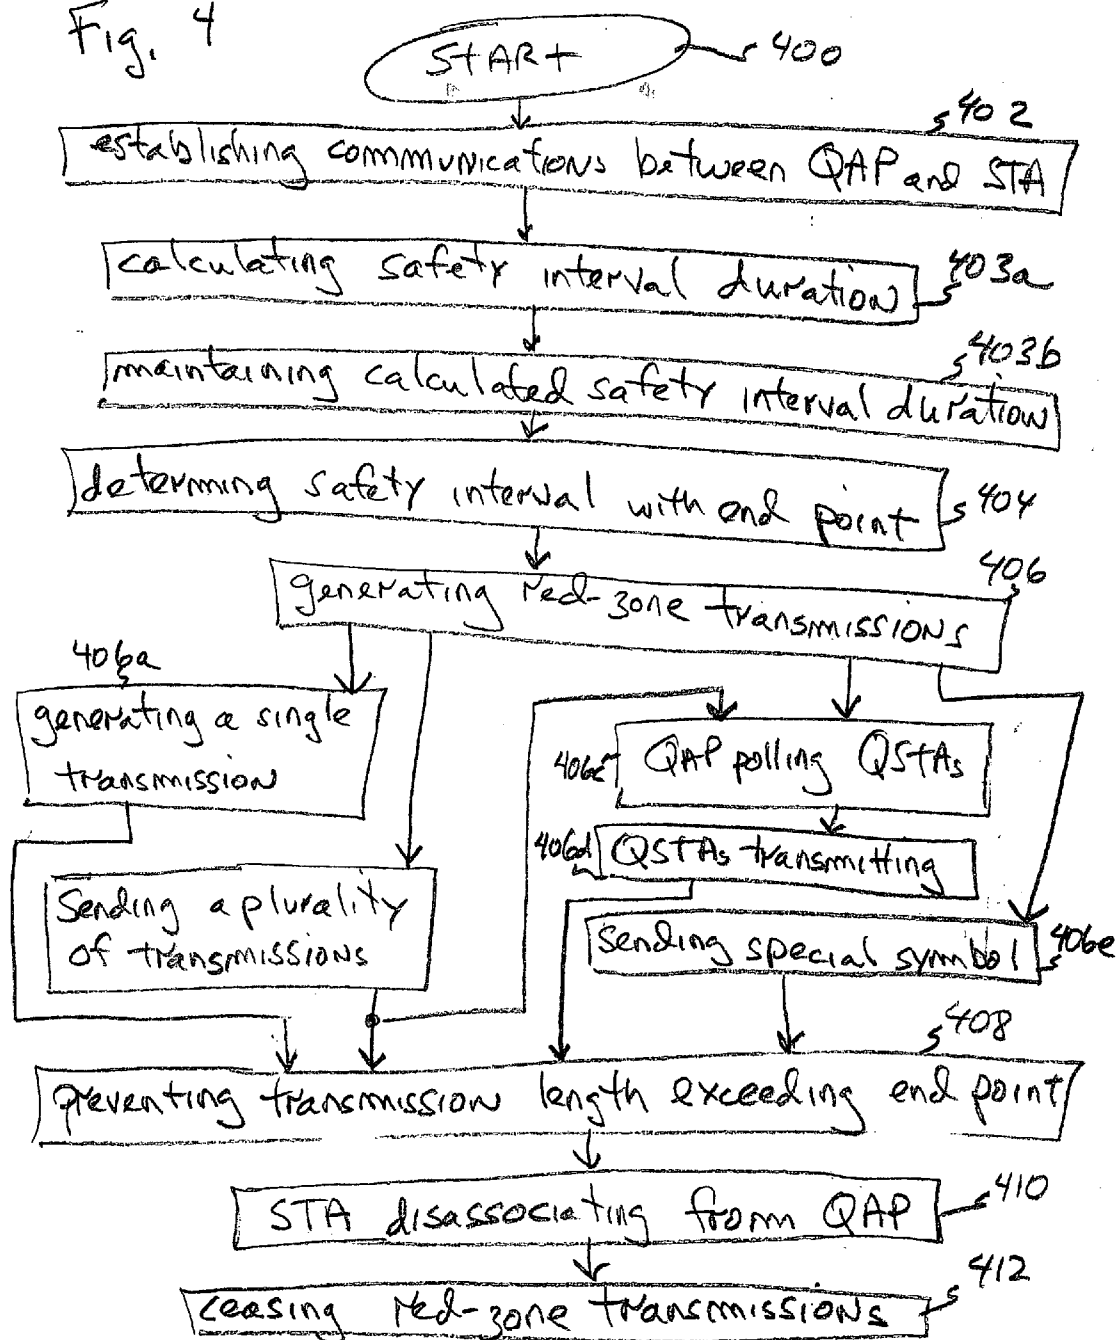 Fig. 4
START
400
402
establishing communications between QAP and STA
calculating safety interval duration
403a
403b
maintaining calculated safety interval duration
determing safety interval with end point
404
406
generating red-zone transmissions
406a
generating a single
transmission
406c
QAP polling QSTAs
406d
QSTAs transmitting
Sending a plurality
of transmissions
sending special symbol
406e
408
preventing transmission length exceeding end point
STA disassociating from QAP
410
412
ceasing red-zone transmissions